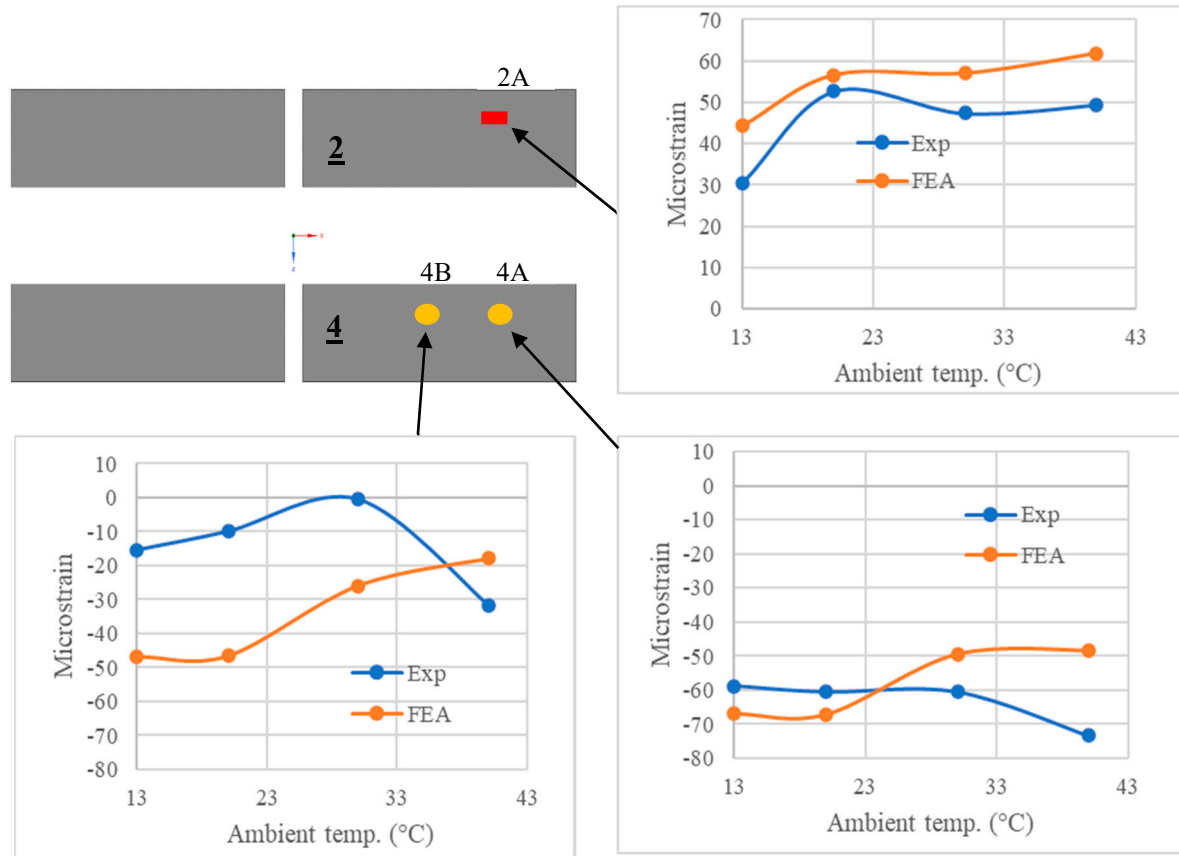 2A
2
x
z
4B
4A
4
70
60
50
40
30
20
10
0
Microstrain
Exp
FEA
13
23
33
43
Ambient temp. (°C)
10
0
-10
-20
-30
-40
-50
-60
-70
-80
Microstrain
Exp
FEA
13
23
33
43
Ambient temp. (°C)
10
0
-10
-20
-30
-40
-50
-60
-70
-80
Microstrain
Exp
FEA
13
23
33
43
Ambient temp. (°C)